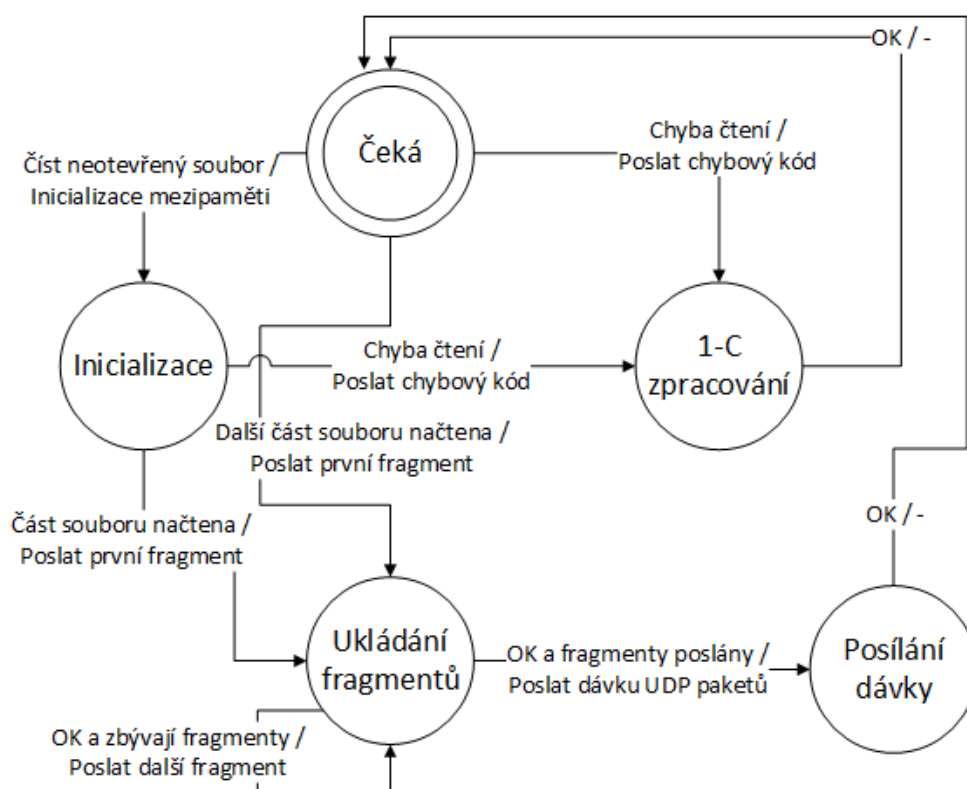 OK / -
Čeká
Chyba čtení /
Poslat chybový kód
Číst neotevřený soubor /
Inicializace mezipaměti
Inicializace
Chyba čtení /
Poslat chybový kód
1-C
zpracování
Další část souboru načtena /
Poslat první fragment
Část souboru načtena /
Poslat první fragment
OK / -
Ukládání
fragmentů
OK a fragmenty poslány /
Poslat dávku UDP paketů
Posílání
dávky
OK a zbývají fragmenty /
Poslat další fragment